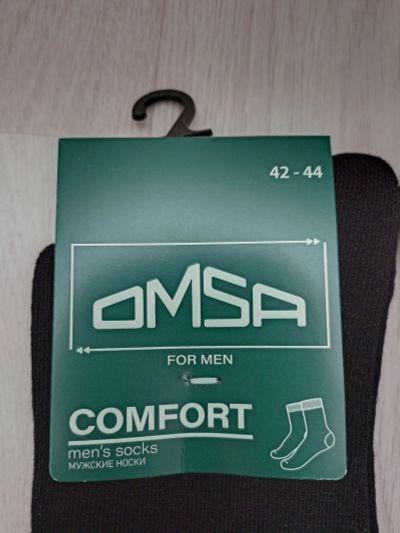 42 - 44
OMSA
FOR MEN
COMFORT
men's socks
МУЖСКИЕ НОСКИ